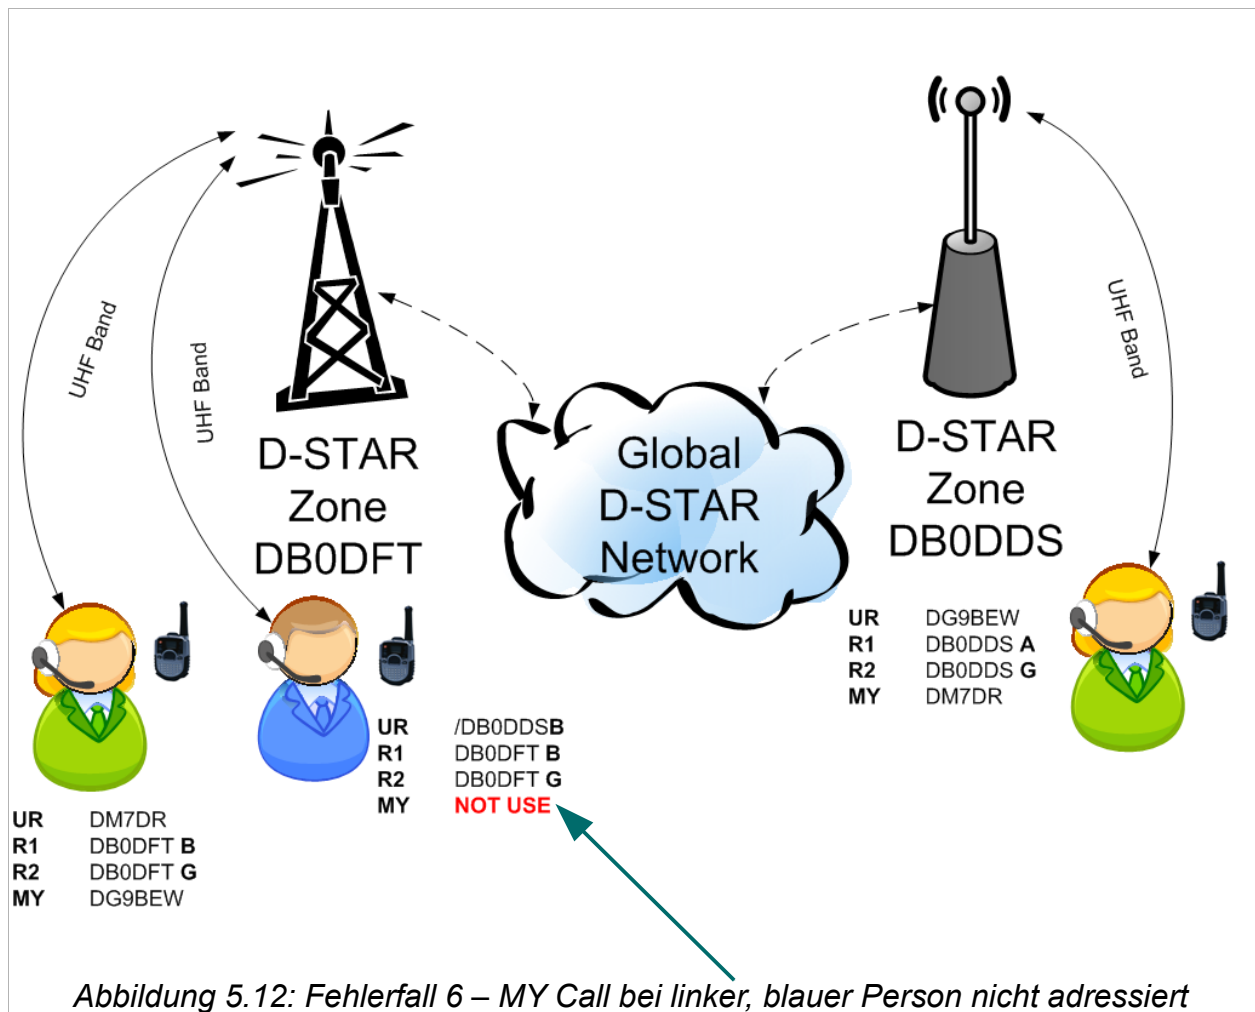 UHF Band
UHF Band
UHF Band
D-STAR
Zone
DB0DFT
Global
D-STAR
Network
D-STAR
Zone
DB0DDS
UR DG9BEW
R1 DB0DDS A
R2 DB0DDS G
MY DM7DR
UR /DB0DDSB
R1 DB0DFT B
R2 DB0DFT G
MY NOT USE
UR DM7DR
R1 DB0DFT B
R2 DB0DFT G
MY DG9BEW
Abbildung 5.12: Fehlerfall 6 – MY Call bei linker, blauer Person nicht adressiert